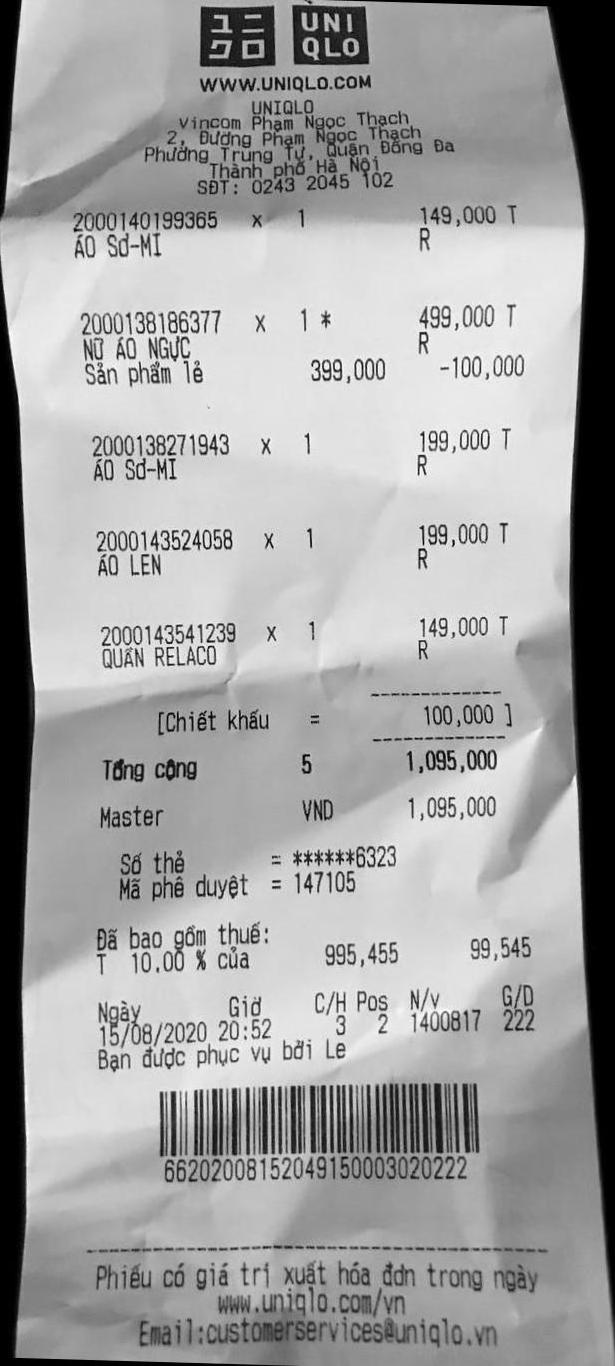 ユニ UNI
クロ QLO
WWW.UNIQLO.COM
UNIQLO
Vincom Phạm Ngọc Thạch
2, Đường Phạm Ngọc Thạch
Phường Trung Tự, Quận Đống Đa
Thành phố Hà Nội
SĐT: 0243 2045 102
2000140199365 x 1 149,000 T
ÁO Sơ-MI R
2000138186377 x 1 * 499,000 T
NỮ ÁO NGỰC R
Sản phẩm lẻ 399,000 -100,000
2000138271943 x 1 199,000 T
ÁO Sơ-MI R
2000143524058 x 1 199,000 T
ÁO LEN R
2000143541239 x 1 149,000 T
QUẦN RELACO R
[Chiết khấu = 100,000 ]
Tổng cộng 5 1,095,000
Master VND 1,095,000
Số thẻ = ******6323
Mã phê duyệt = 147105
Đã bao gồm thuế:
T 10.00 % của 995,455 99,545
Ngày Giờ C/H Pos N/v G/D
15/08/2020 20:52 3 2 1400817 222
Bạn được phục vụ bởi Le
66202008152049150003020222
Phiếu có giá trị xuất hóa đơn trong ngày
www.uniqlo.com/vn
Email:customerservices@uniqlo.vn